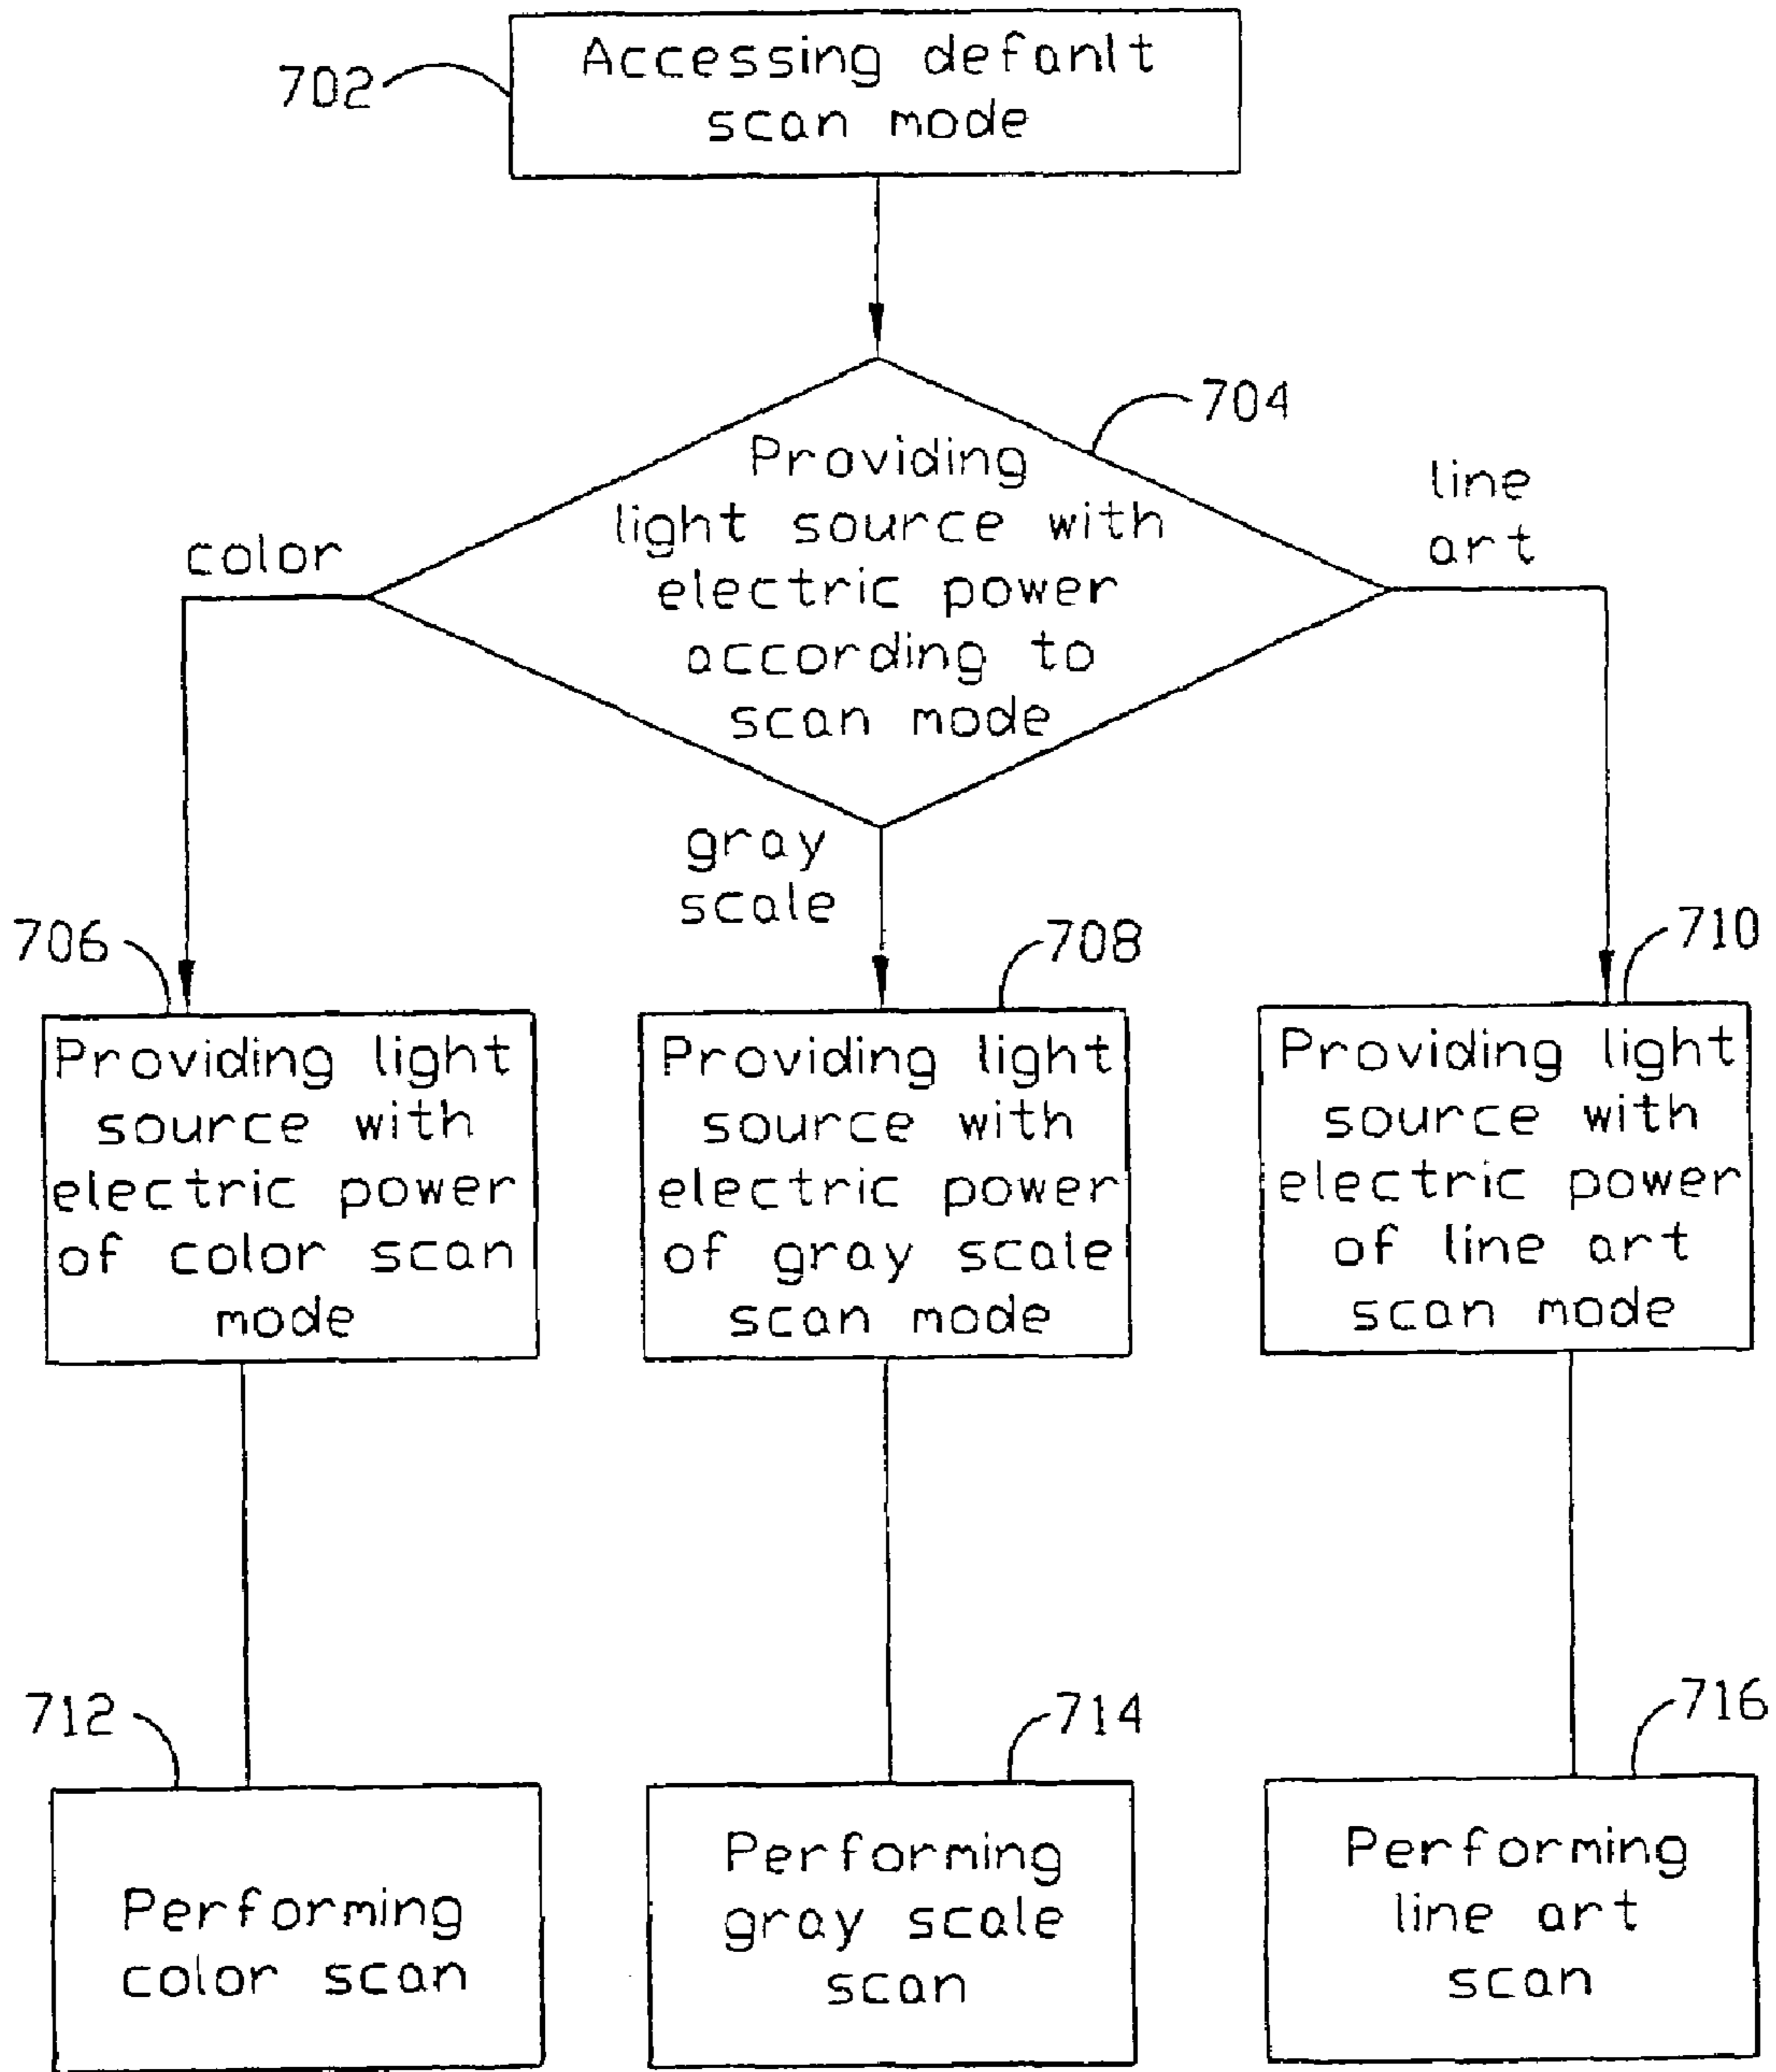 Accessing defanlt
scan mode
702
704
Providing
light source with
electric power
according to
scan mode
color
line
art
gray
scale
706
708
710
Providing light
source with
electric power
of color scan
mode
Providing light
source with
electric power
of gray scale
scan mode
Providing light
source with
electric power
of line art
scan mode
712
714
716
Performing
color scan
Performing
gray scale
scan
Performing
line art
scan